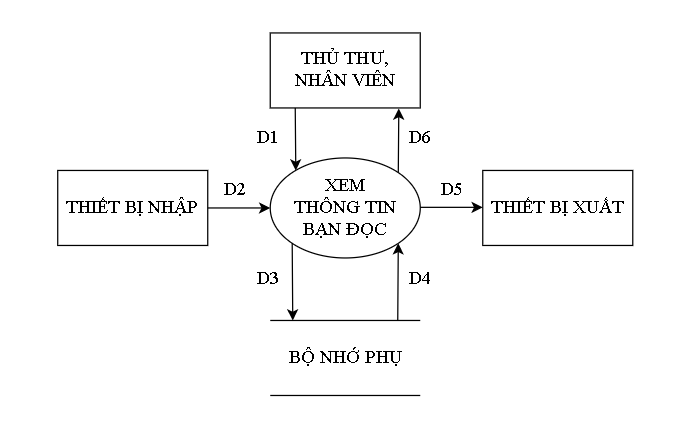 THỦ THƯ,
NHÂN VIÊN
D1
D6
THIẾT BỊ NHẬP
D2
XEM
THÔNG TIN
BẠN ĐỌC
D5
THIẾT BỊ XUẤT
D3
D4
BỘ NHỚ PHỤ